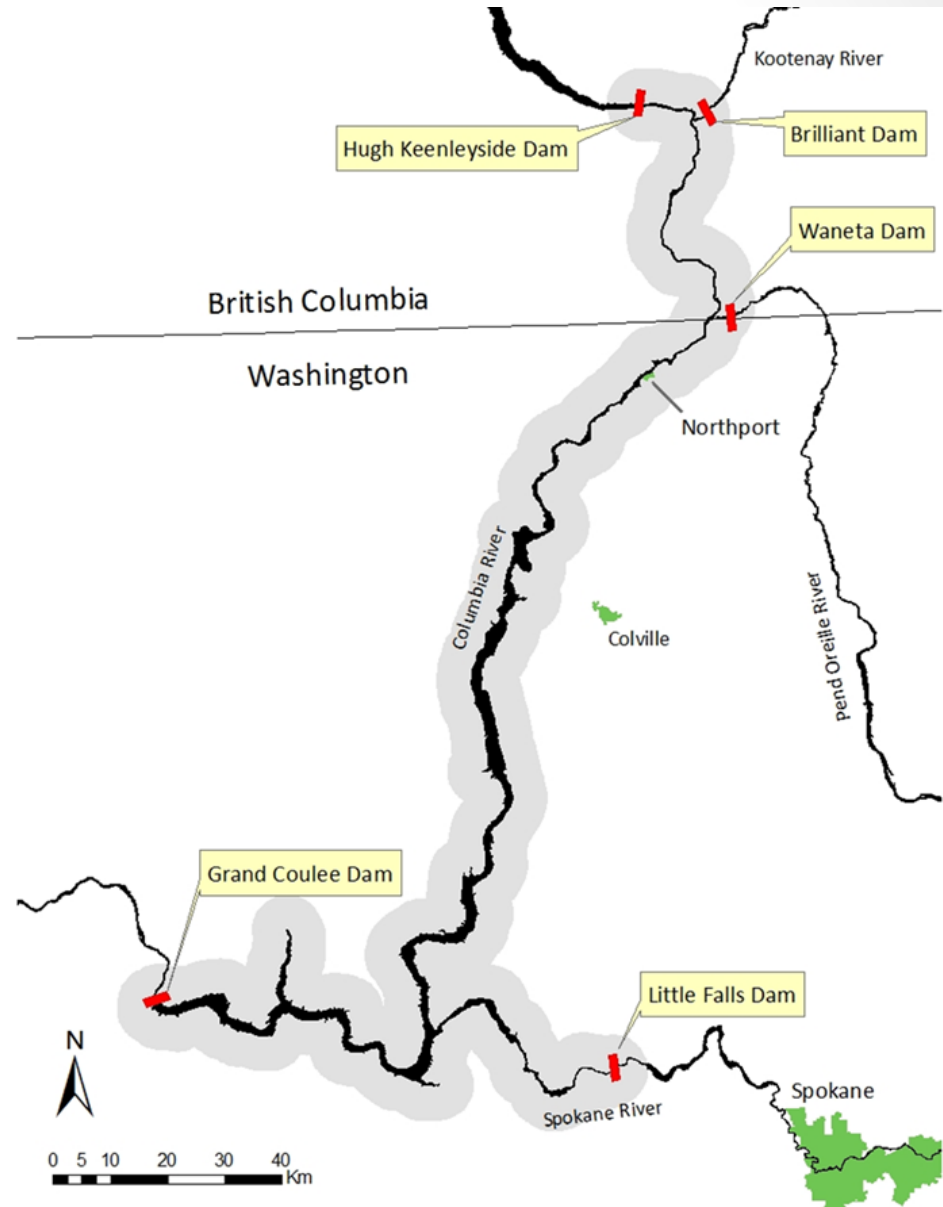 Kootenay River
Hugh Keenleyside Dam
Brilliant Dam
Waneta Dam
British Columbia
Washington
Northport
Columbia River
Colville
Pend Oreille River
Grand Coulee Dam
Little Falls Dam
N
Spokane
Spokane River
0 5 10 20 30 40
Km